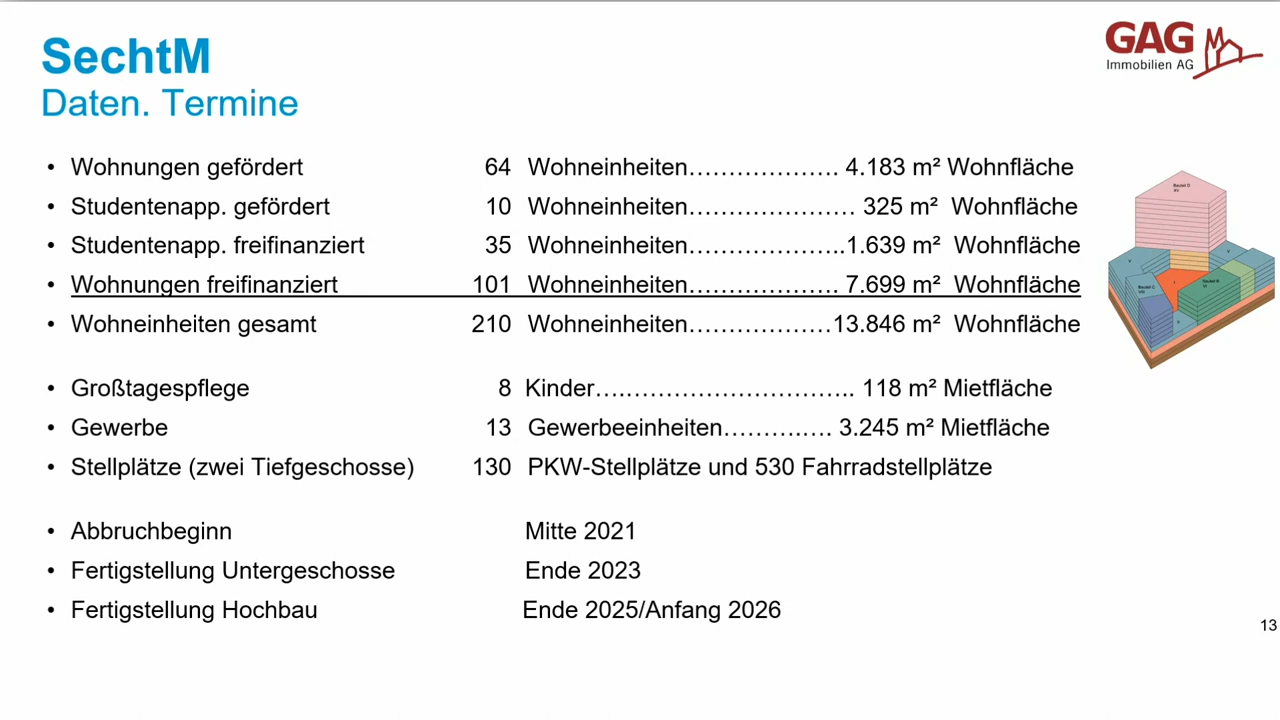 SechtM
Daten. Termine
GAG
Immobilien AG
• Wohnungen gefördert 64 Wohneinheiten………………. 4.183 m² Wohnfläche
• Studentenapp. gefördert 10 Wohneinheiten………………… 325 m² Wohnfläche
• Studentenapp. freifinanziert 35 Wohneinheiten………………..1.639 m² Wohnfläche
• Wohnungen freifinanziert 101 Wohneinheiten………………. 7.699 m² Wohnfläche
• Wohneinheiten gesamt 210 Wohneinheiten………………13.846 m² Wohnfläche
• Großtagespflege 8 Kinder….……………………….. 118 m² Mietfläche
• Gewerbe 13 Gewerbeeinheiten……….…. 3.245 m² Mietfläche
• Stellplätze (zwei Tiefgeschosse) 130 PKW-Stellplätze und 530 Fahrradstellplätze
• Abbruchbeginn Mitte 2021
• Fertigstellung Untergeschosse Ende 2023
• Fertigstellung Hochbau Ende 2025/Anfang 2026
Bauteil D
Bauteil C
Bauteil B
13